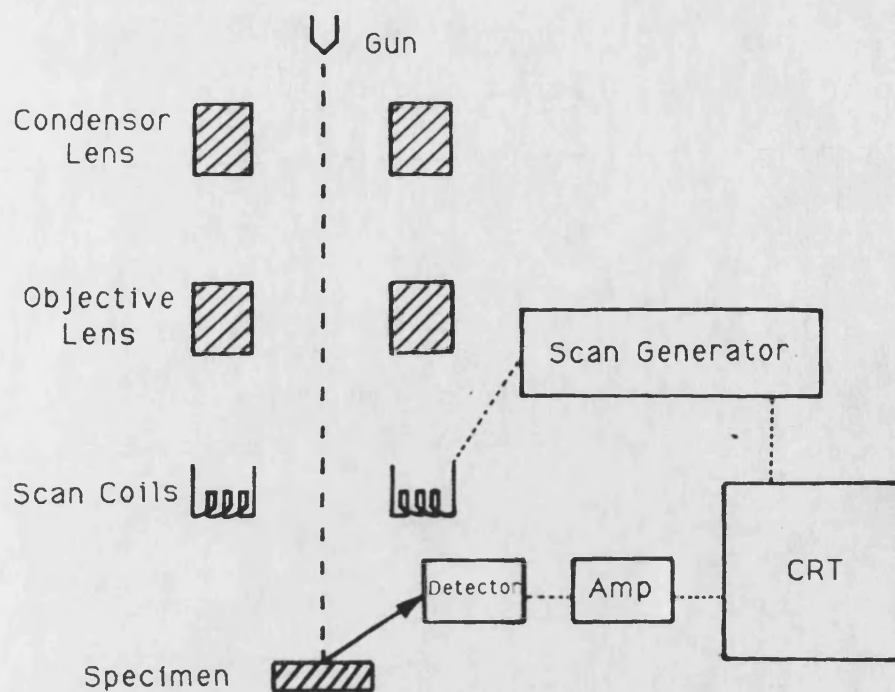 Gun
Condensor
Lens
Objective
Lens
Scan Generator
Scan Coils
Detector
Amp
CRT
Specimen